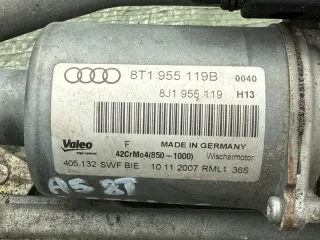 8T1 955 119B 0040
8J1 955 119 H13
Valeo F MADE IN GERMANY
42CrMo4(850-1000) Wischermotor
405.132 SWF BIE 10 11 2007 RML1 365
A5 8T